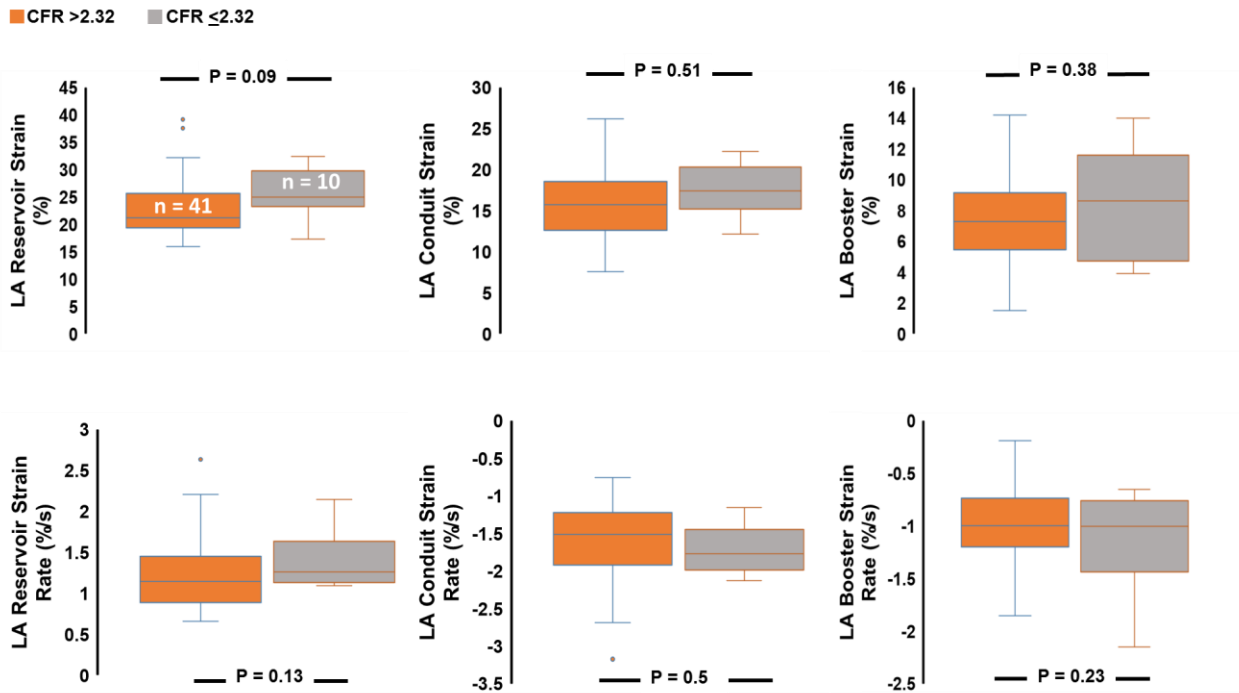 CFR >2.32
CFR ≤2.32
P = 0.09
LA Reservoir Strain
(%)
45
40
35
30
25
20
15
10
5
0
n = 41
n = 10
P = 0.51
LA Conduit Strain
(%)
30
25
20
15
10
5
0
P = 0.38
LA Booster Strain
(%)
16
14
12
10
8
6
4
2
0
LA Reservoir Strain
Rate (%/s)
3
2.5
2
1.5
1
0.5
0
P = 0.13
LA Conduit Strain
Rate (%/s)
0
-0.5
-1
-1.5
-2
-2.5
-3
-3.5
P = 0.5
LA Booster Strain
Rate (%/s)
0
-0.5
-1
-1.5
-2
-2.5
P = 0.23